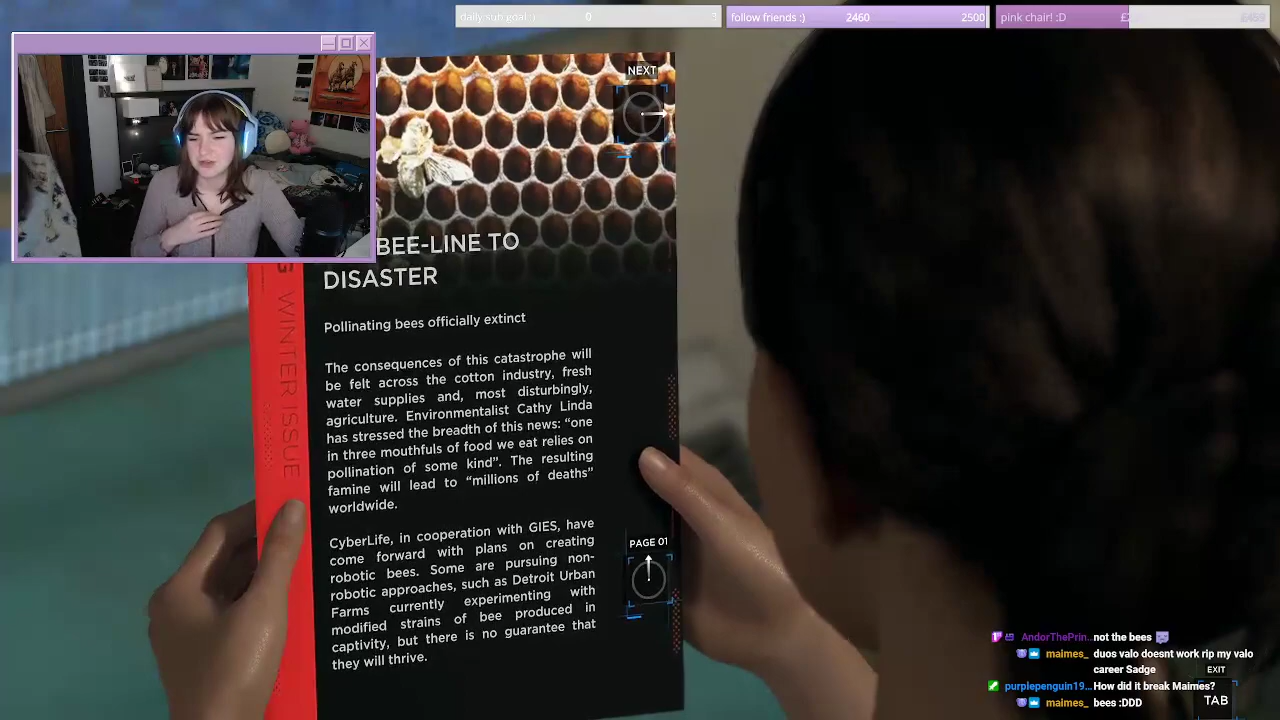 daily sub goal :)
0
?
follow friends :)
2460
2500
pink chair! :D
NEXT
BEE-LINE TO
DISASTER
Pollinating bees officially extinct
The consequences of this catastrophe will
be felt across the cotton industry, fresh
water supplies and, most disturbingly,
agriculture. Environmentalist Cathy Linda
has stressed the breadth of this news: “one
in three mouthfuls of food we eat relies on
pollination of some kind”. The resulting
famine will lead to “millions of deaths”
worldwide.
CyberLife, in cooperation with GIES, have
come forward with plans on creating
robotic bees. Some are pursuing non-
robotic approaches, such as Detroit Urban
Farms currently experimenting with
modified strains of bee produced in
captivity, but there is no guarantee that
they will thrive.
WINTER ISSUE
PAGE 01
AndorThePrin.. not the bees
maimes_ duos valo doesnt work rip my valo
career Sadge
purplepenguin19... How did it break Maimes?
maimes_ bees :DDD
EXIT
TAB